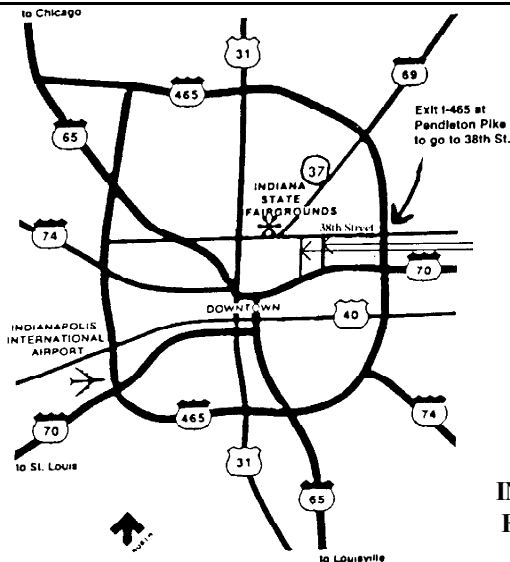 to Chicago
31
69
465
Exit I-465 at
Pendleton Pike
to go to 38th St.
65
37
INDIANA
STATE
FAIRGROUNDS
38th Street
74
70
DOWNTOWN
40
INDIANAPOLIS
INTERNATIONAL
AIRPORT
465
74
70
to St. Louis
31
65
NORTH
to Louisville